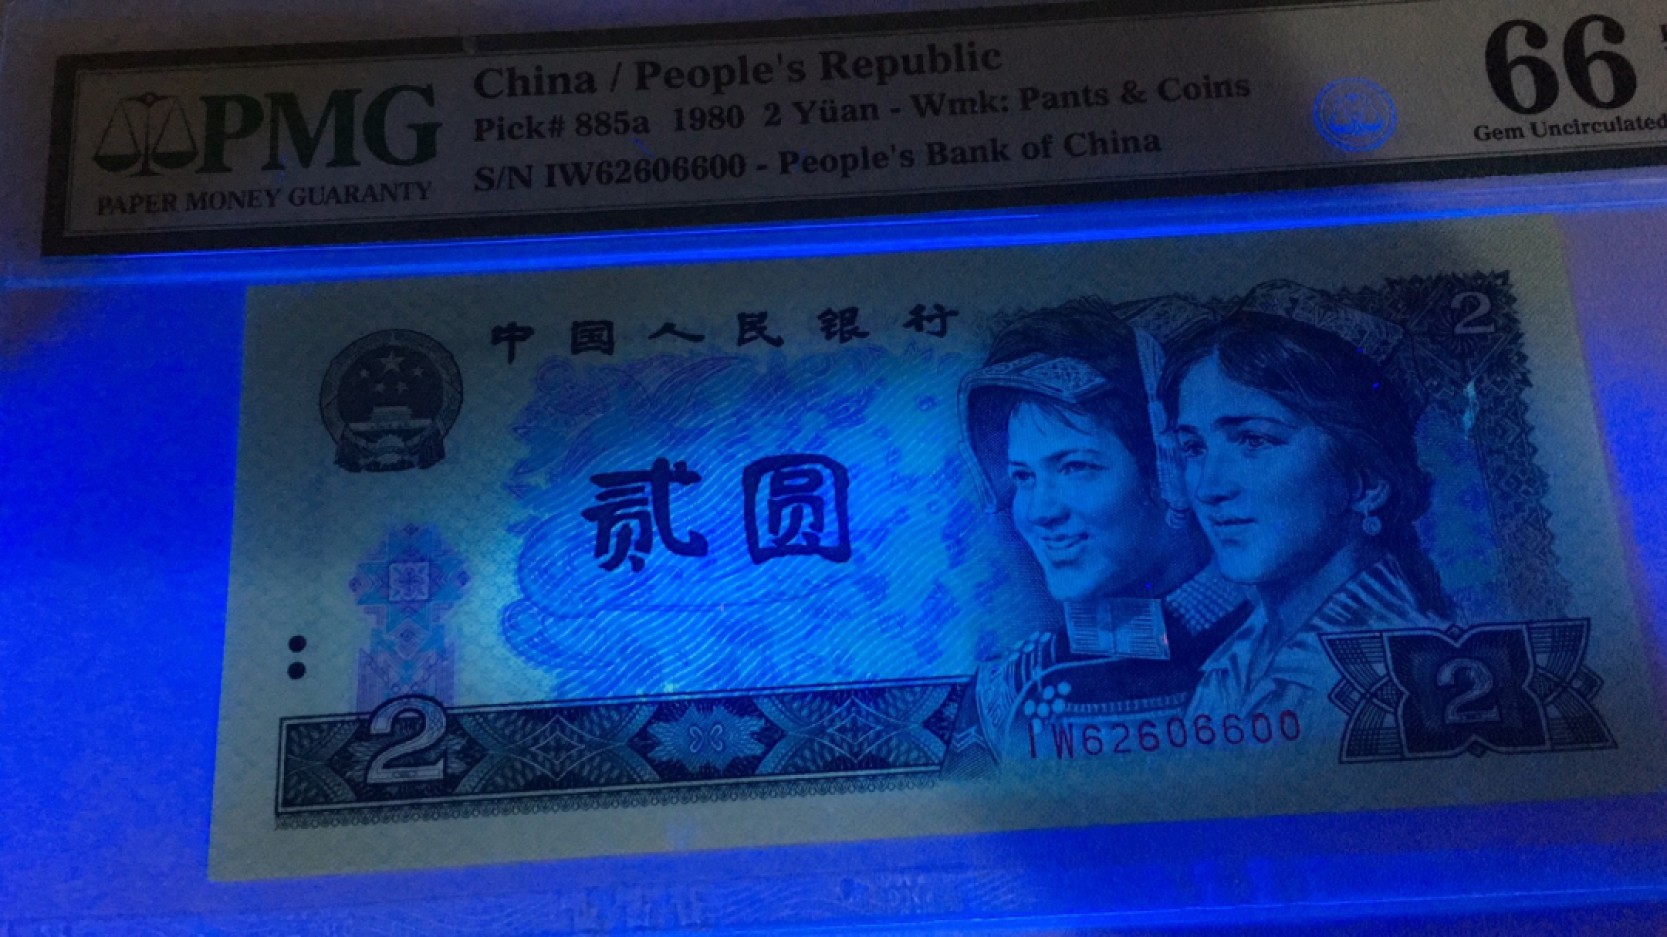 PMG
PAPER MONEY GUARANTY
China / People's Republic
Pick# 885a 1980 2 Yüan - Wmk: Pants & Coins
S/N IW62606600 - People's Bank of China
66
Gem Uncirculated
中国人民银行
2
贰圆
2
IW62606600
2